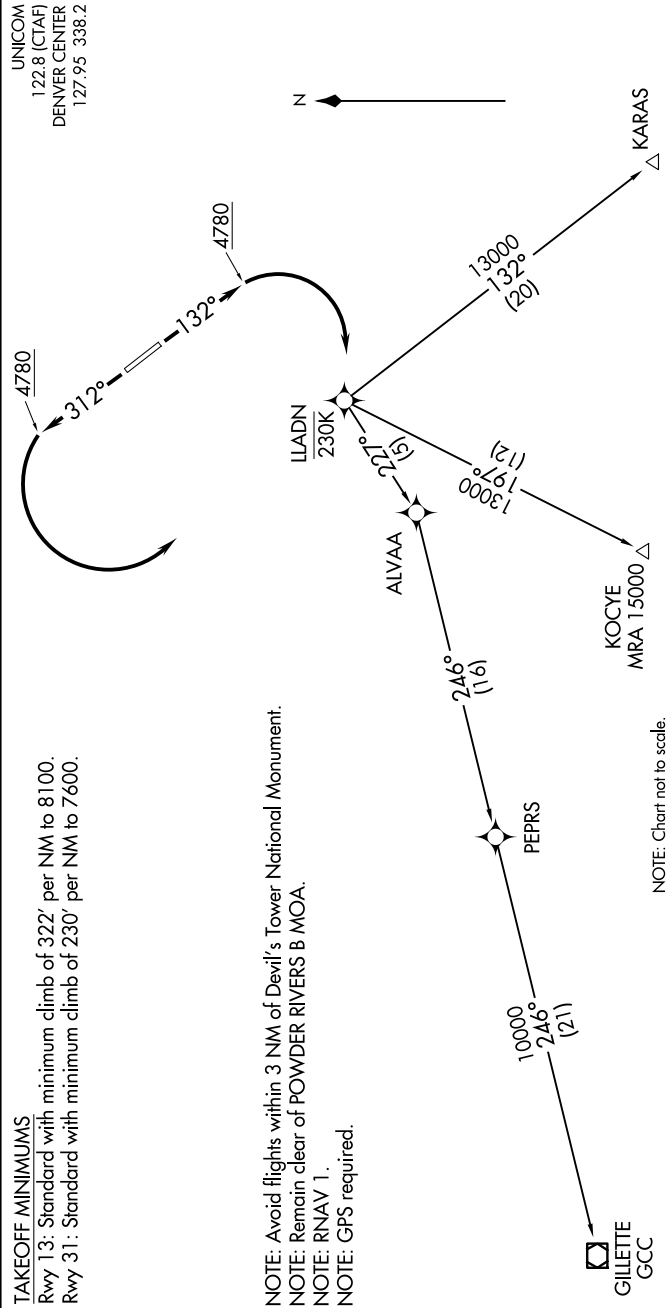 UNICOM
122.8 (CTAF)
DENVER CENTER
127.95 338.2
TAKEOFF MINIMUMS
Rwy 13: Standard with minimum climb of 322' per NM to 8100.
Rwy 31: Standard with minimum climb of 230' per NM to 7600.
N
4780
312°
132°
4780
NOTE: Avoid flights within 3 NM of Devil's Tower National Monument.
NOTE: Remain clear of POWDER RIVERS B MOA.
NOTE: RNAV 1.
NOTE: GPS required.
LLADN
230K
227°
(5)
ALVAA
13000
132°
(20)
KARAS
13000
197°
(12)
KOCYE
MRA 15000
246°
(16)
PEPRS
10000
246°
(21)
GILLETTE
GCC
NOTE: Chart not to scale.